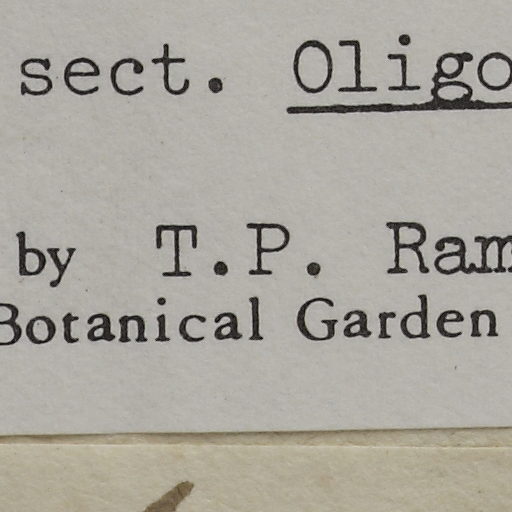 sect. Oligo
by T.P. Ram
Botanical Garden